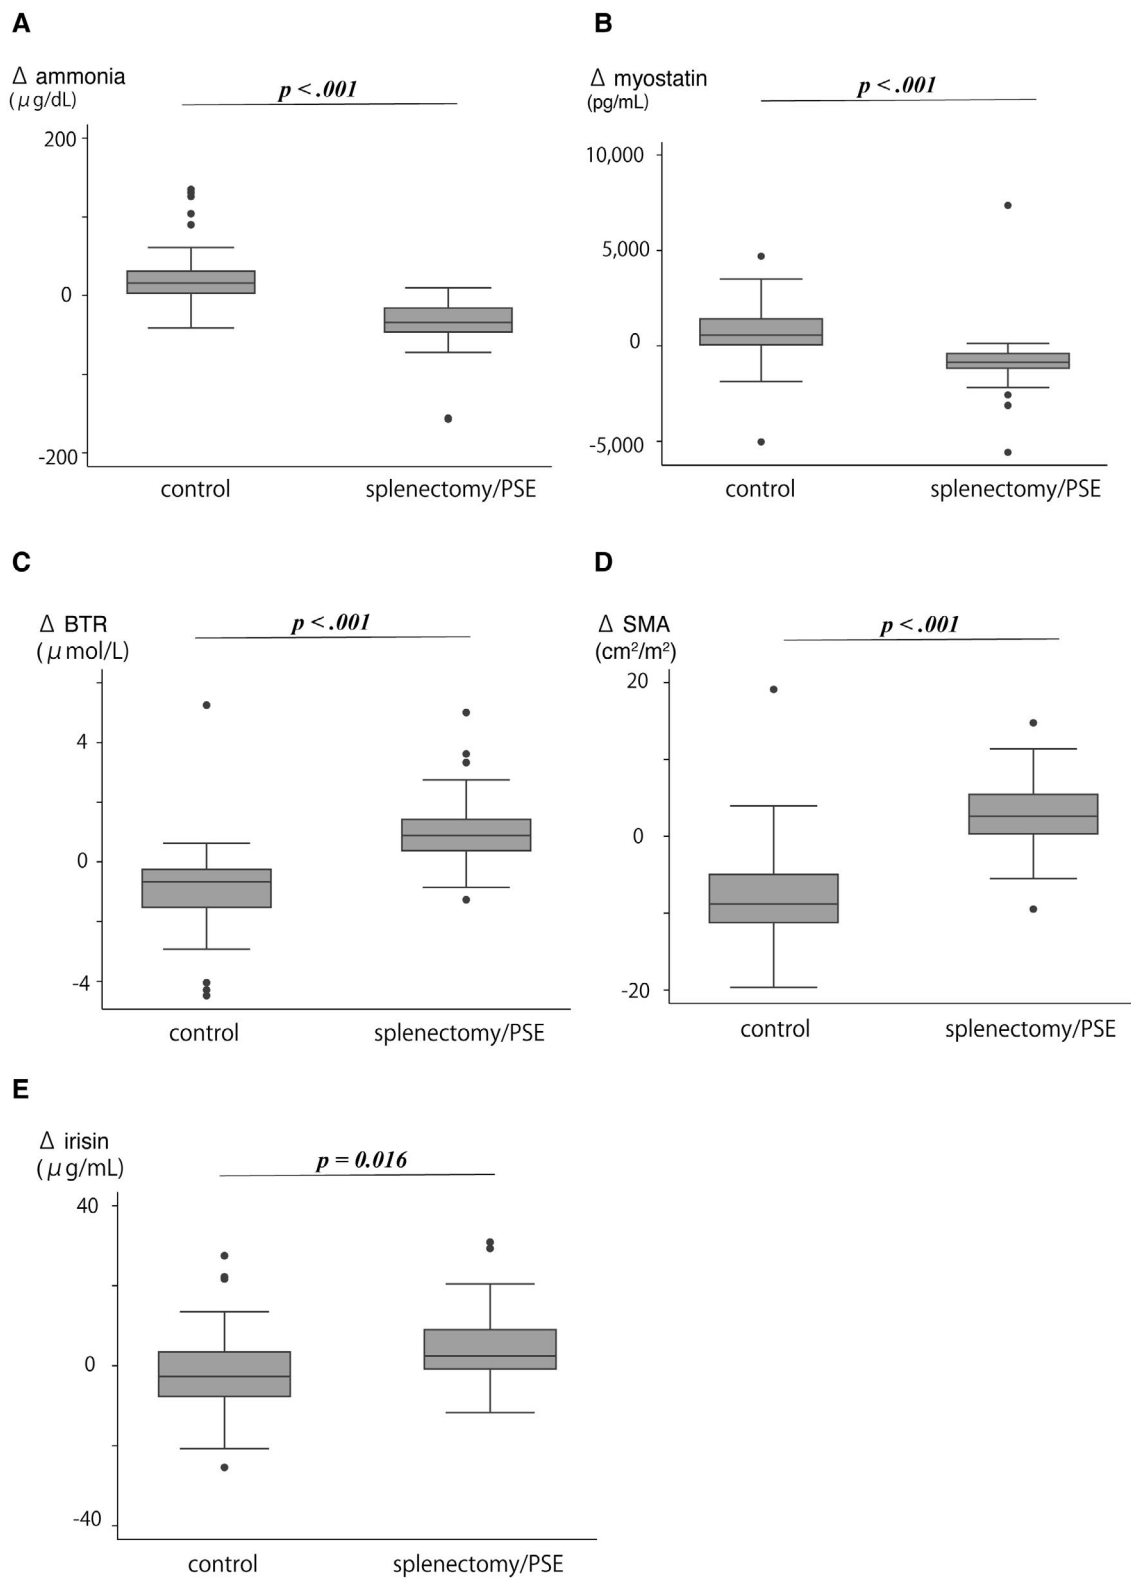 A
Δ ammonia
(μg/dL)
p < .001
200
0
-200
control
splenectomy/PSE
B
Δ myostatin
(pg/mL)
p < .001
10,000
5,000
0
-5,000
control
splenectomy/PSE
C
Δ BTR
(μmol/L)
p < .001
4
0
-4
control
splenectomy/PSE
D
Δ SMA
(cm²/m²)
p < .001
20
0
-20
control
splenectomy/PSE
E
Δ irisin
(μg/mL)
p = 0.016
40
0
-40
control
splenectomy/PSE